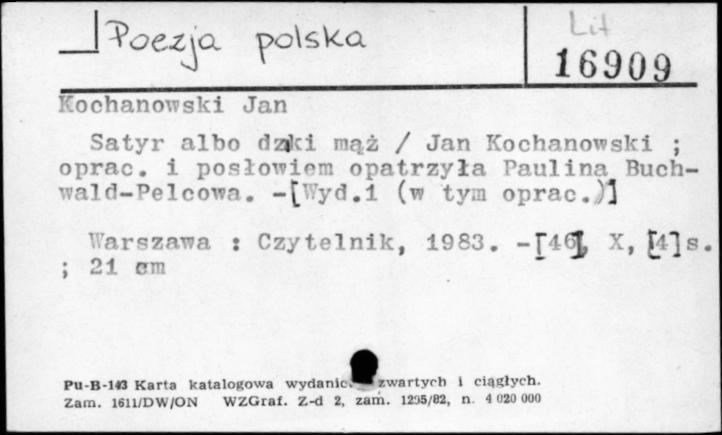 Poezja polska
Lit
16909
Kochanowski Jan
Satyr albo dziki mąż / Jan Kochanowski ;
oprac. i posłowiem opatrzyła Paulina Buch-
wald-Pelcowa. -[Wyd.1 (w tym oprac.)]
Warszawa : Czytelnik, 1983. -[46], X, [4]s.
; 21 cm
Pu-B-143 Karta katalogowa wydawnic. zwartych i ciągłych.
Zam. 1611/DW/ON WZGraf. Z-d 2, zam. 1295/82, n. 4 020 000